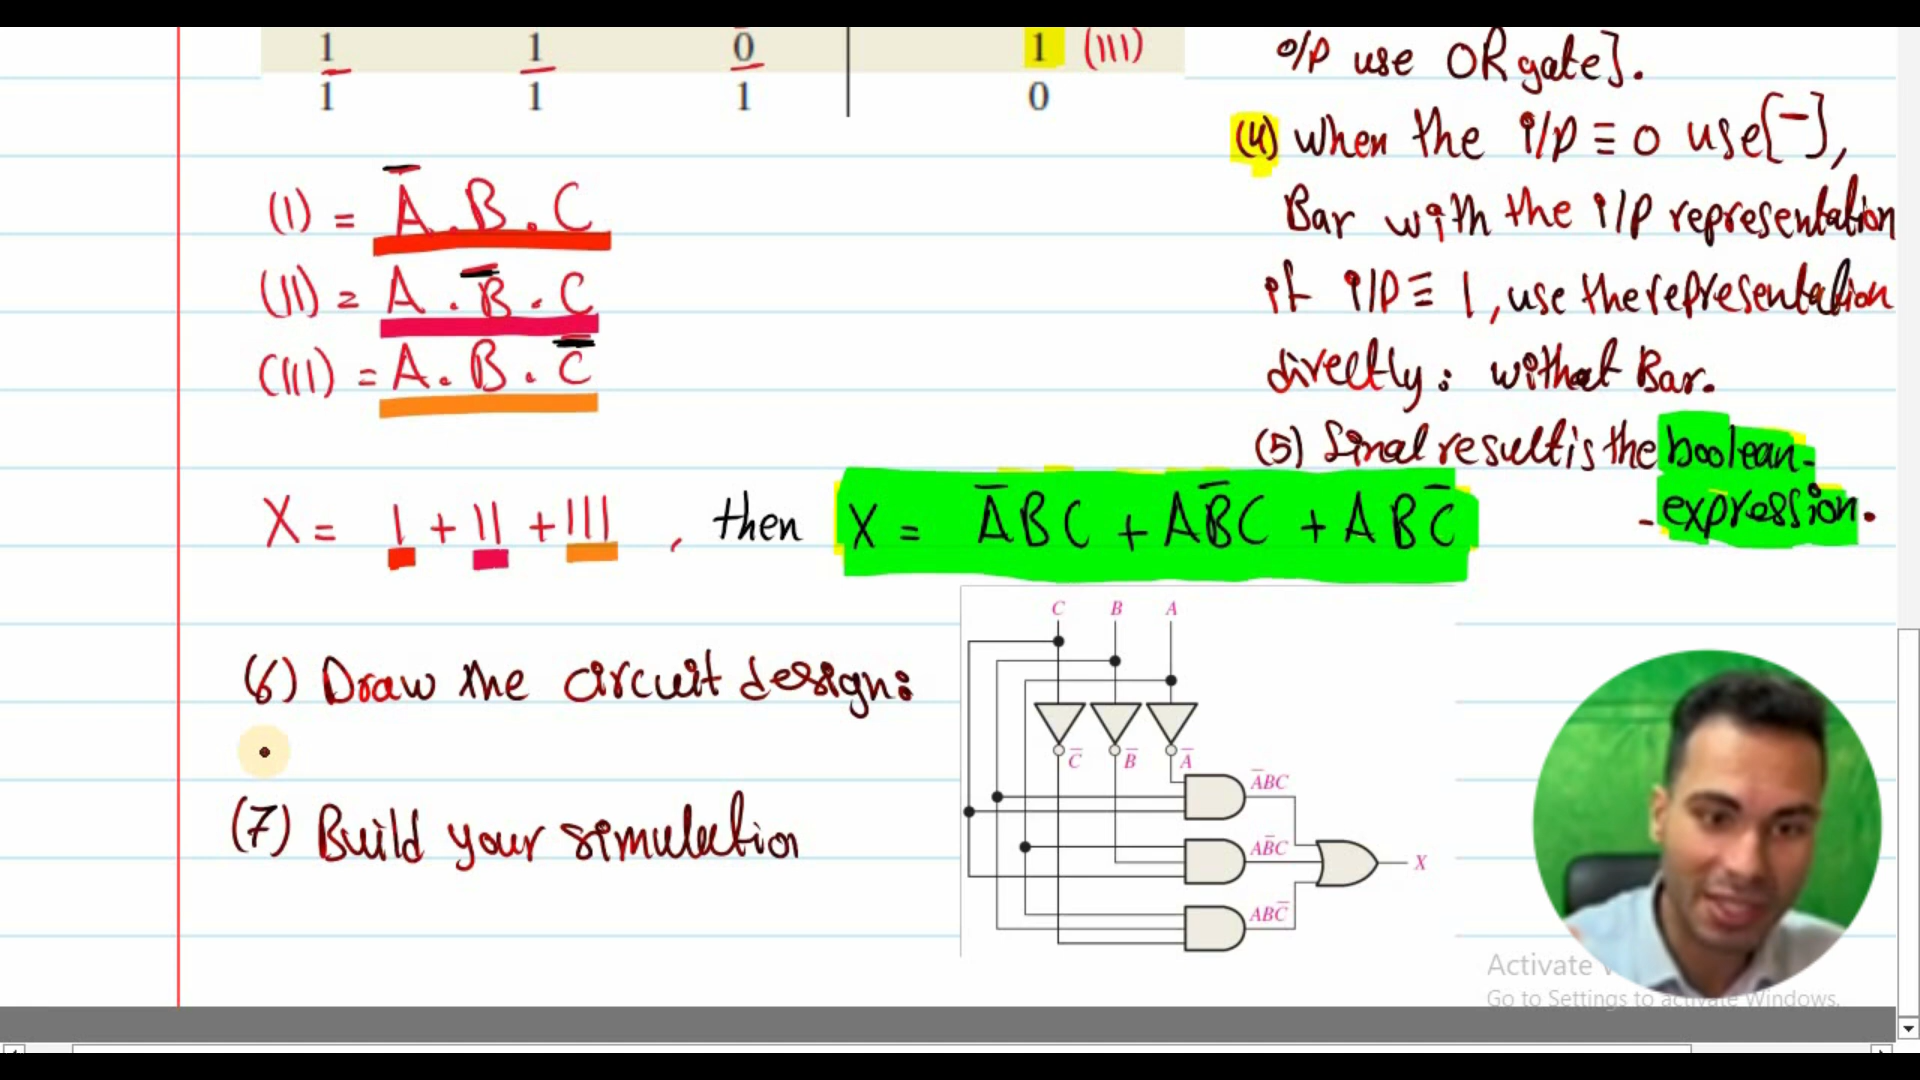 1 1 0 1 (III)
1 1 1 0
o/p use OR gate].
(4) When the i/p ≡ 0 use[-],
Bar with the i/p representation
if i/p ≡ 1, use the representation
directly: without Bar.
(5) final result is the boolean-
- expression.
(I) = A̅ . B . C
(II) = A . B̅ . C
(III) = A . B . C̅
X = I + II + III , then X = A̅BC + AB̅C + ABC̅
(6) Draw the circuit design:
(7) Build your simulation
C B A
C̅ B̅ A̅
A̅BC
AB̅C
X
ABC̅
Activate
Go to Settings to activate Windows.